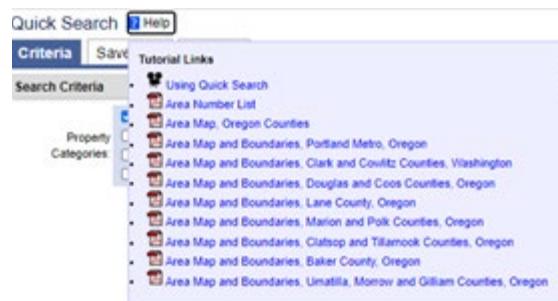 Quick Search ? Help
Criteria Save
Tutorial Links
Search Criteria
Using Quick Search
Area Number List
Area Map, Oregon Counties
Property
Categories:
Area Map and Boundaries, Portland Metro, Oregon
Area Map and Boundaries, Clark and Cowlitz Counties, Washington
Area Map and Boundaries, Douglas and Coos Counties, Oregon
Area Map and Boundaries, Lane County, Oregon
Area Map and Boundaries, Marion and Polk Counties, Oregon
Area Map and Boundaries, Clatsop and Tillamook Counties, Oregon
Area Map and Boundaries, Baker County, Oregon
Area Map and Boundaries, Umatilla, Morrow and Gilliam Counties, Oregon